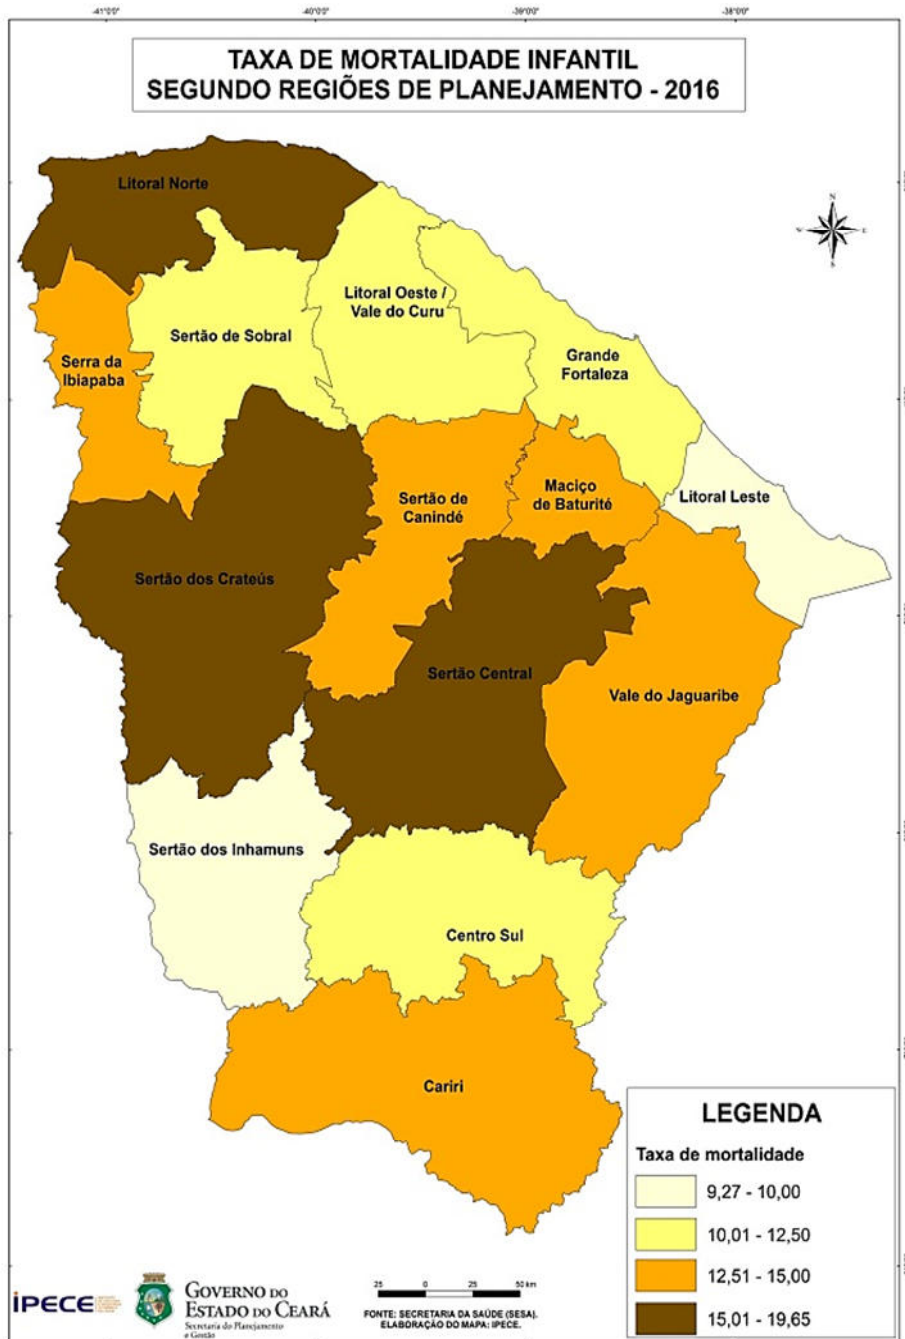 -41°0'0"
-40°0'0"
-39°0'0"
-38°0'0"
TAXA DE MORTALIDADE INFANTIL
SEGUNDO REGIÕES DE PLANEJAMENTO - 2016
Litoral Norte
N
W
E
S
Litoral Oeste /
Vale do Curu
Sertão de Sobral
Serra da
Ibiapaba
Grande
Fortaleza
Sertão de
Canindé
Maciço
de Baturité
Litoral Leste
Sertão dos Crateús
Sertão Central
Vale do Jaguaribe
Sertão dos Inhamuns
Centro Sul
Cariri
LEGENDA
Taxa de mortalidade
9,27 - 10,00
10,01 - 12,50
12,51 - 15,00
15,01 - 19,65
IPECE
GOVERNO DO
ESTADO DO CEARÁ
Secretaria do Planejamento
e Gestão
25 0 25 50 km
FONTE: SECRETARIA DA SAÚDE (SESA).
ELABORAÇÃO DO MAPA: IPECE.